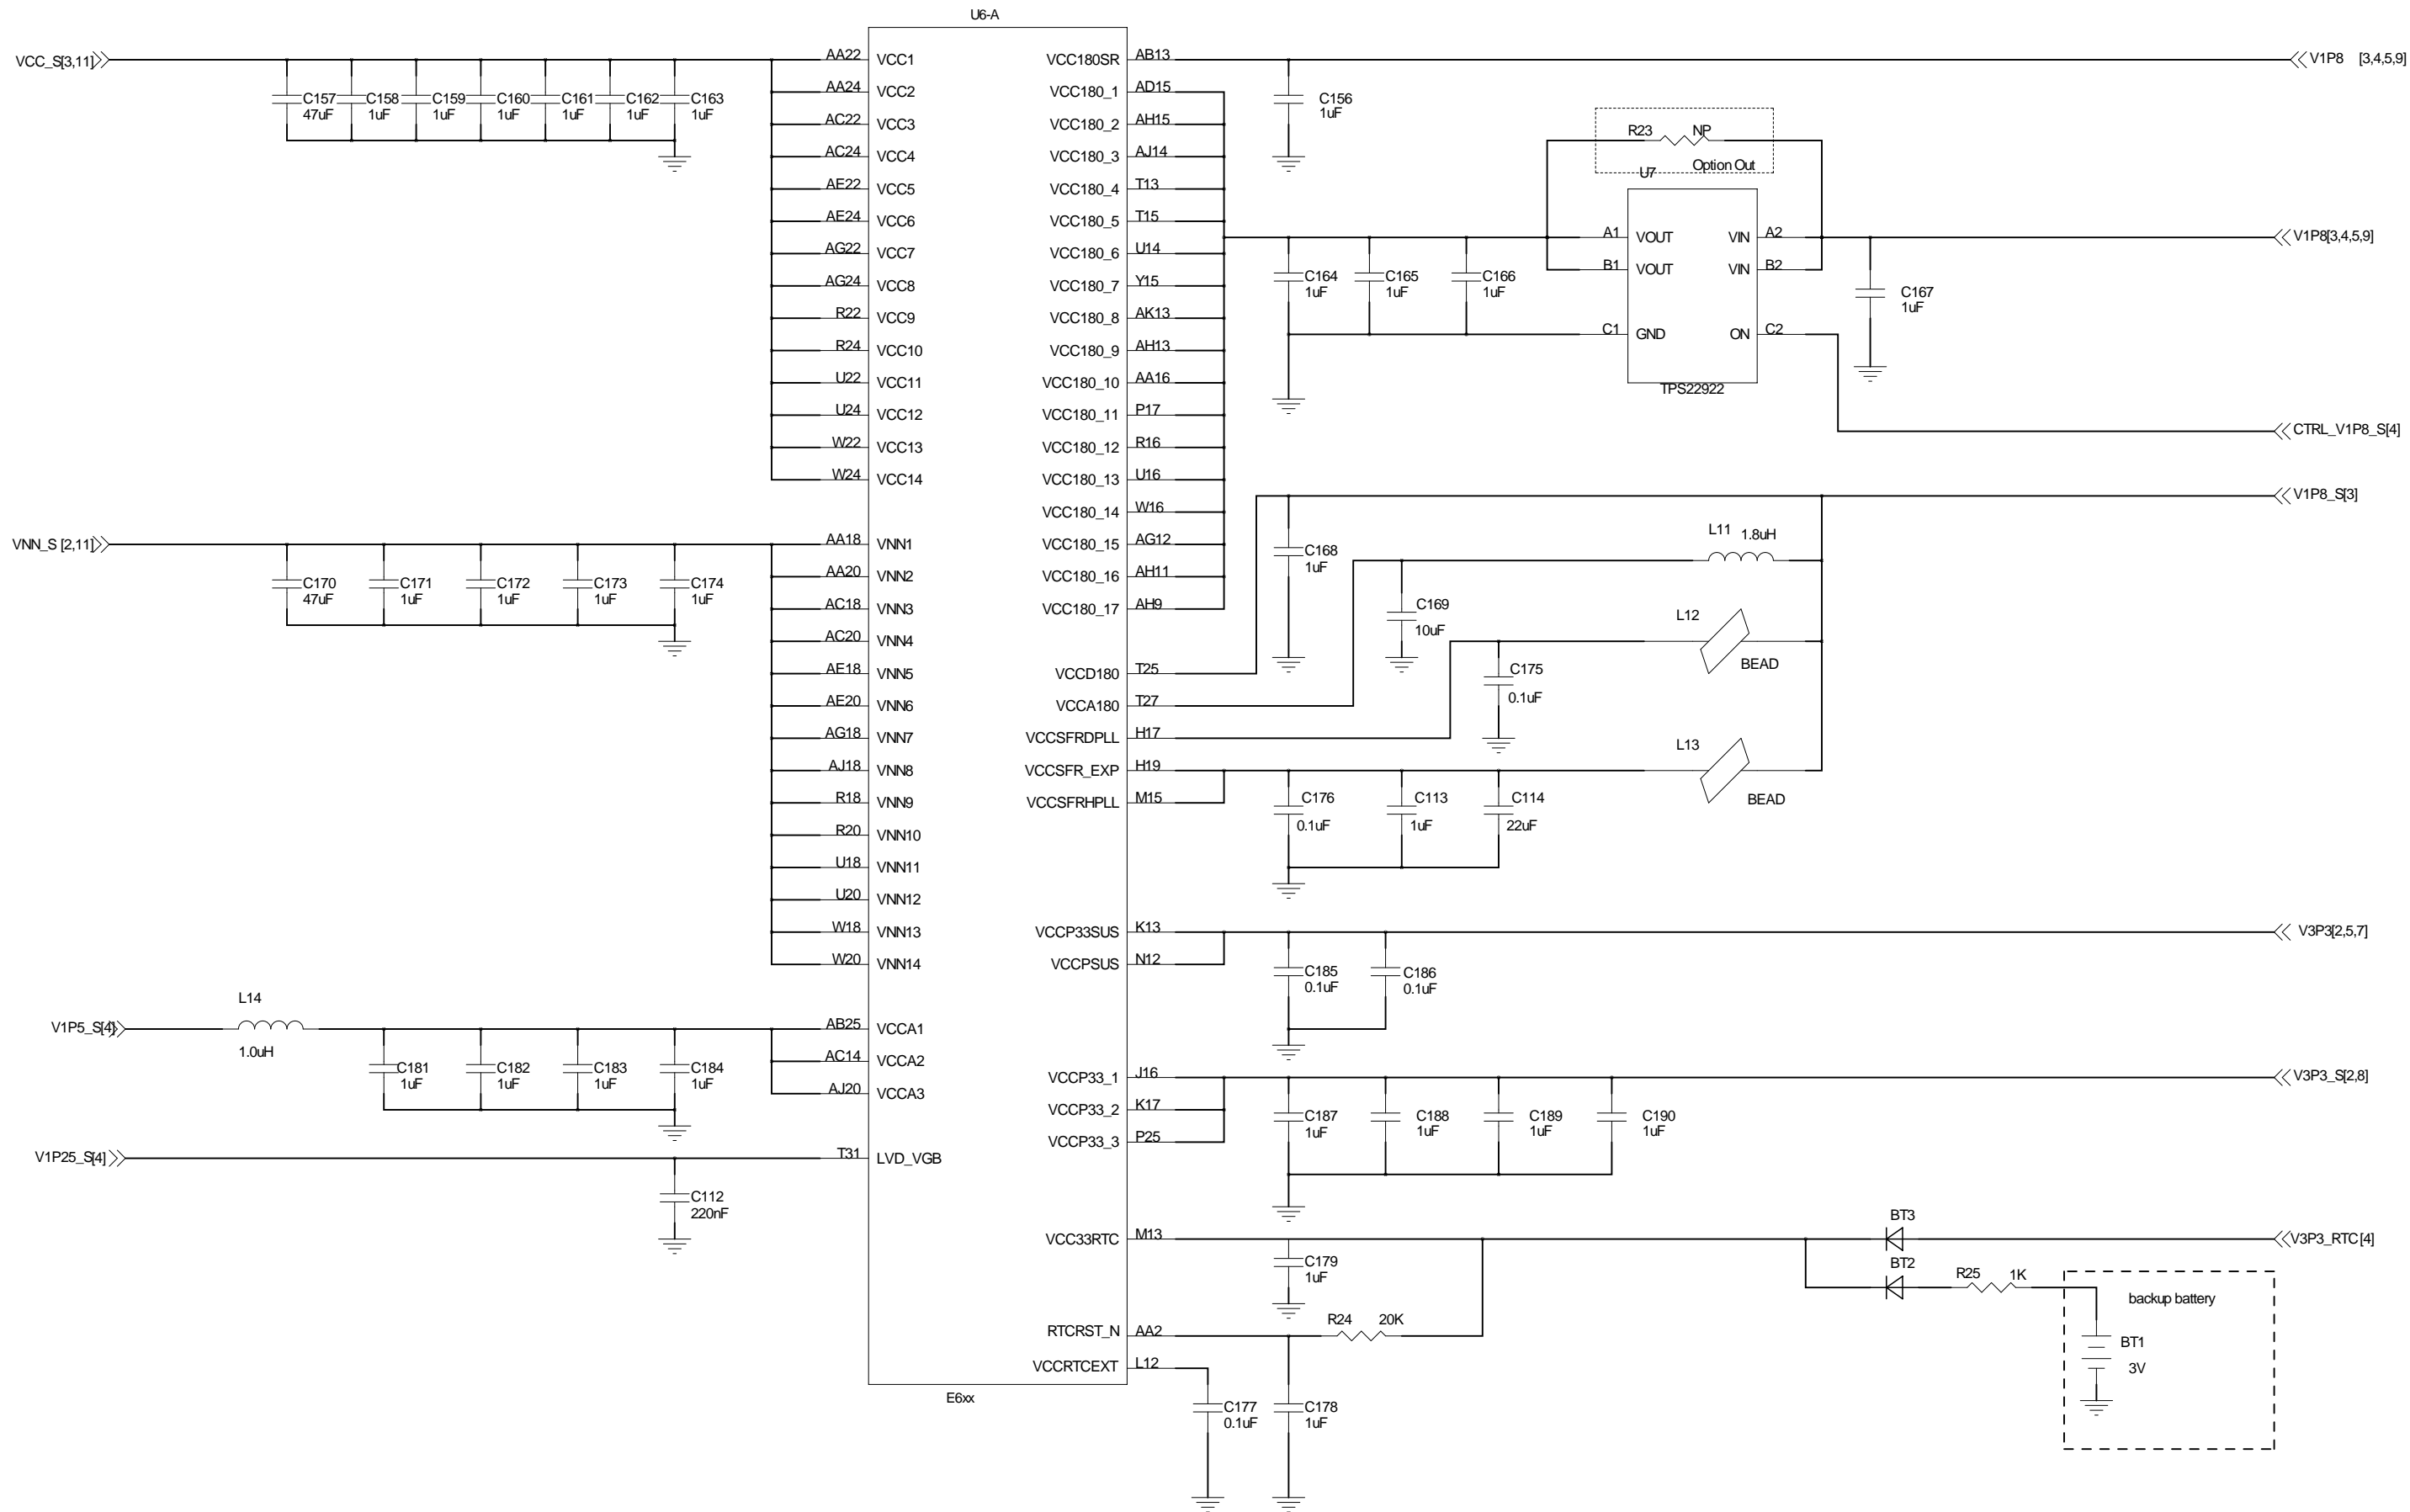 U6-A
VCC_S[3,11]
C157
47uF
C158
1uF
C159
1uF
C160
1uF
C161
1uF
C162
1uF
C163
1uF
AA22 VCC1
AA24 VCC2
AC22 VCC3
AC24 VCC4
AE22 VCC5
AE24 VCC6
AG22 VCC7
AG24 VCC8
R22 VCC9
R24 VCC10
U22 VCC11
U24 VCC12
W22 VCC13
W24 VCC14
VNN_S [2,11]
C170
47uF
C171
1uF
C172
1uF
C173
1uF
C174
1uF
AA18 VNN1
AA20 VNN2
AC18 VNN3
AC20 VNN4
AE18 VNN5
AE20 VNN6
AG18 VNN7
AJ18 VNN8
R18 VNN9
R20 VNN10
U18 VNN11
U20 VNN12
W18 VNN13
W20 VNN14
L14
1.0uH
V1P5_S[4]
C181
1uF
C182
1uF
C183
1uF
C184
1uF
AB25 VCCA1
AC14 VCCA2
AJ20 VCCA3
V1P25_S[4]
C112
220nF
T31 LVD_VGB
VCC180SR AB13
VCC180_1 AD15
VCC180_2 AH15
VCC180_3 AJ14
VCC180_4 T13
VCC180_5 T15
VCC180_6 U14
VCC180_7 Y15
VCC180_8 AK13
VCC180_9 AH13
VCC180_10 AA16
VCC180_11 P17
VCC180_12 R16
VCC180_13 U16
VCC180_14 W16
VCC180_15 AG12
VCC180_16 AH11
VCC180_17 AH9
VCCD180 T25
VCCA180 T27
VCCSFRDPLL H17
VCCSFR_EXP H19
VCCSFRHPLL M15
VCCP33SUS K13
VCCPSUS N12
VCCP33_1 J16
VCCP33_2 K17
VCCP33_3 P25
VCC33RTC M13
RTCRST_N AA2
VCCRTCEXT L12
E6xx
C156
1uF
V1P8 [3,4,5,9]
R23 NP
Option Out
U7
A1 VOUT VIN A2
B1 VOUT VIN B2
C1 GND ON C2
TPS22922
C164
1uF
C165
1uF
C166
1uF
V1P8[3,4,5,9]
C167
1uF
CTRL_V1P8_S[4]
V1P8_S[3]
C168
1uF
L11 1.8uH
C169
10uF
L12
BEAD
C175
0.1uF
L13
BEAD
C176
0.1uF
C113
1uF
C114
22uF
V3P3[2,5,7]
C185
0.1uF
C186
0.1uF
V3P3_S[2,8]
C187
1uF
C188
1uF
C189
1uF
C190
1uF
BT3
V3P3_RTC[4]
C179
1uF
BT2
R25 1K
backup battery
BT1
3V
R24 20K
C177
0.1uF
C178
1uF